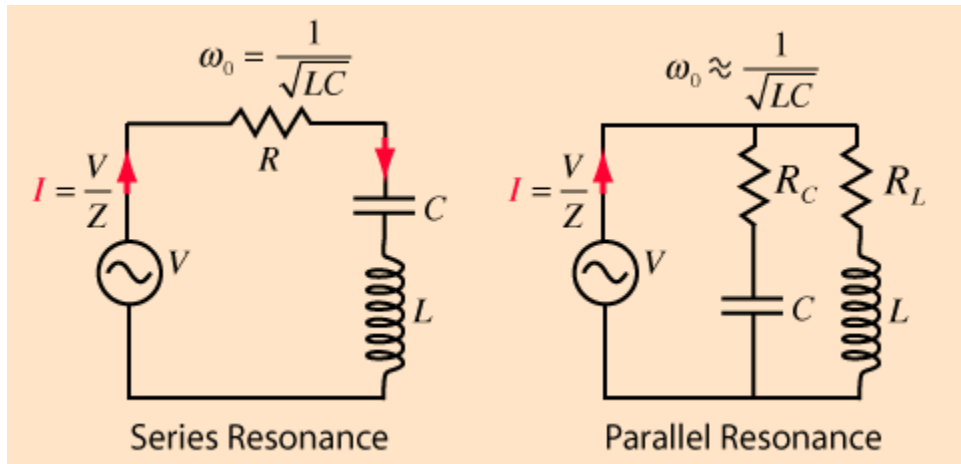 ω₀ = 1/√LC
R
I = V/Z
C
V
L
Series Resonance
ω₀ ≈ 1/√LC
I = V/Z
R_C
R_L
V
C
L
Parallel Resonance